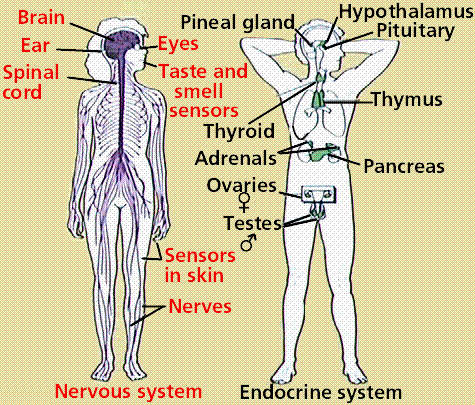 Brain
Ear
Spinal
cord
Eyes
Taste and
smell
sensors
Sensors
in skin
Nerves
Nervous system
Pineal gland
Hypothalamus
Pituitary
Thymus
Thyroid
Adrenals
Pancreas
Ovaries
♀
Testes
♂
Endocrine system